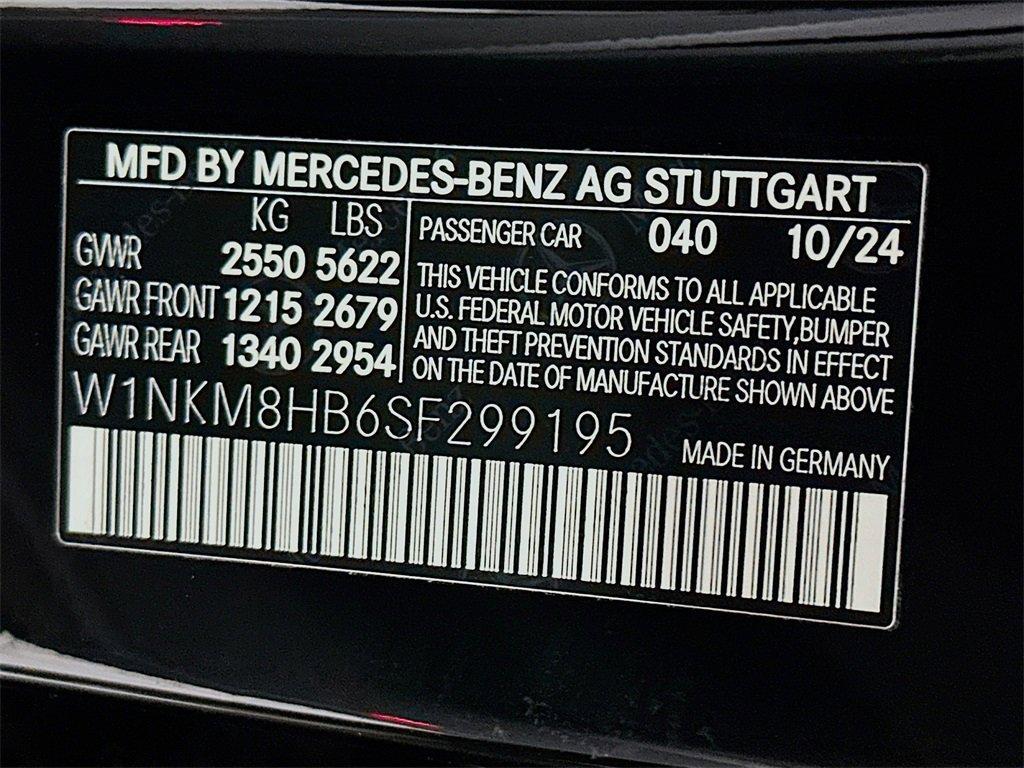 MFD BY MERCEDES-BENZ AG STUTTGART
KG LBS
GVWR 2550 5622
GAWR FRONT 1215 2679
GAWR REAR 1340 2954
PASSENGER CAR 040 10/24
THIS VEHICLE CONFORMS TO ALL APPLICABLE
U.S. FEDERAL MOTOR VEHICLE SAFETY,BUMPER
AND THEFT PREVENTION STANDARDS IN EFFECT
ON THE DATE OF MANUFACTURE SHOWN ABOVE
W1NKM8HB6SF299195
MADE IN GERMANY